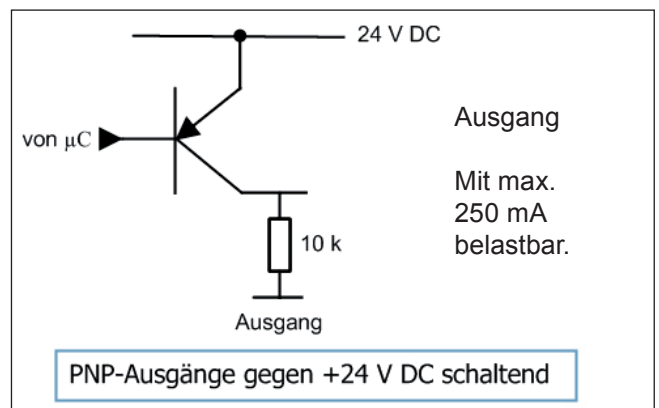 24 V DC
von µC
Ausgang
Mit max.
250 mA
belastbar.
10 k
Ausgang
PNP-Ausgänge gegen +24 V DC schaltend